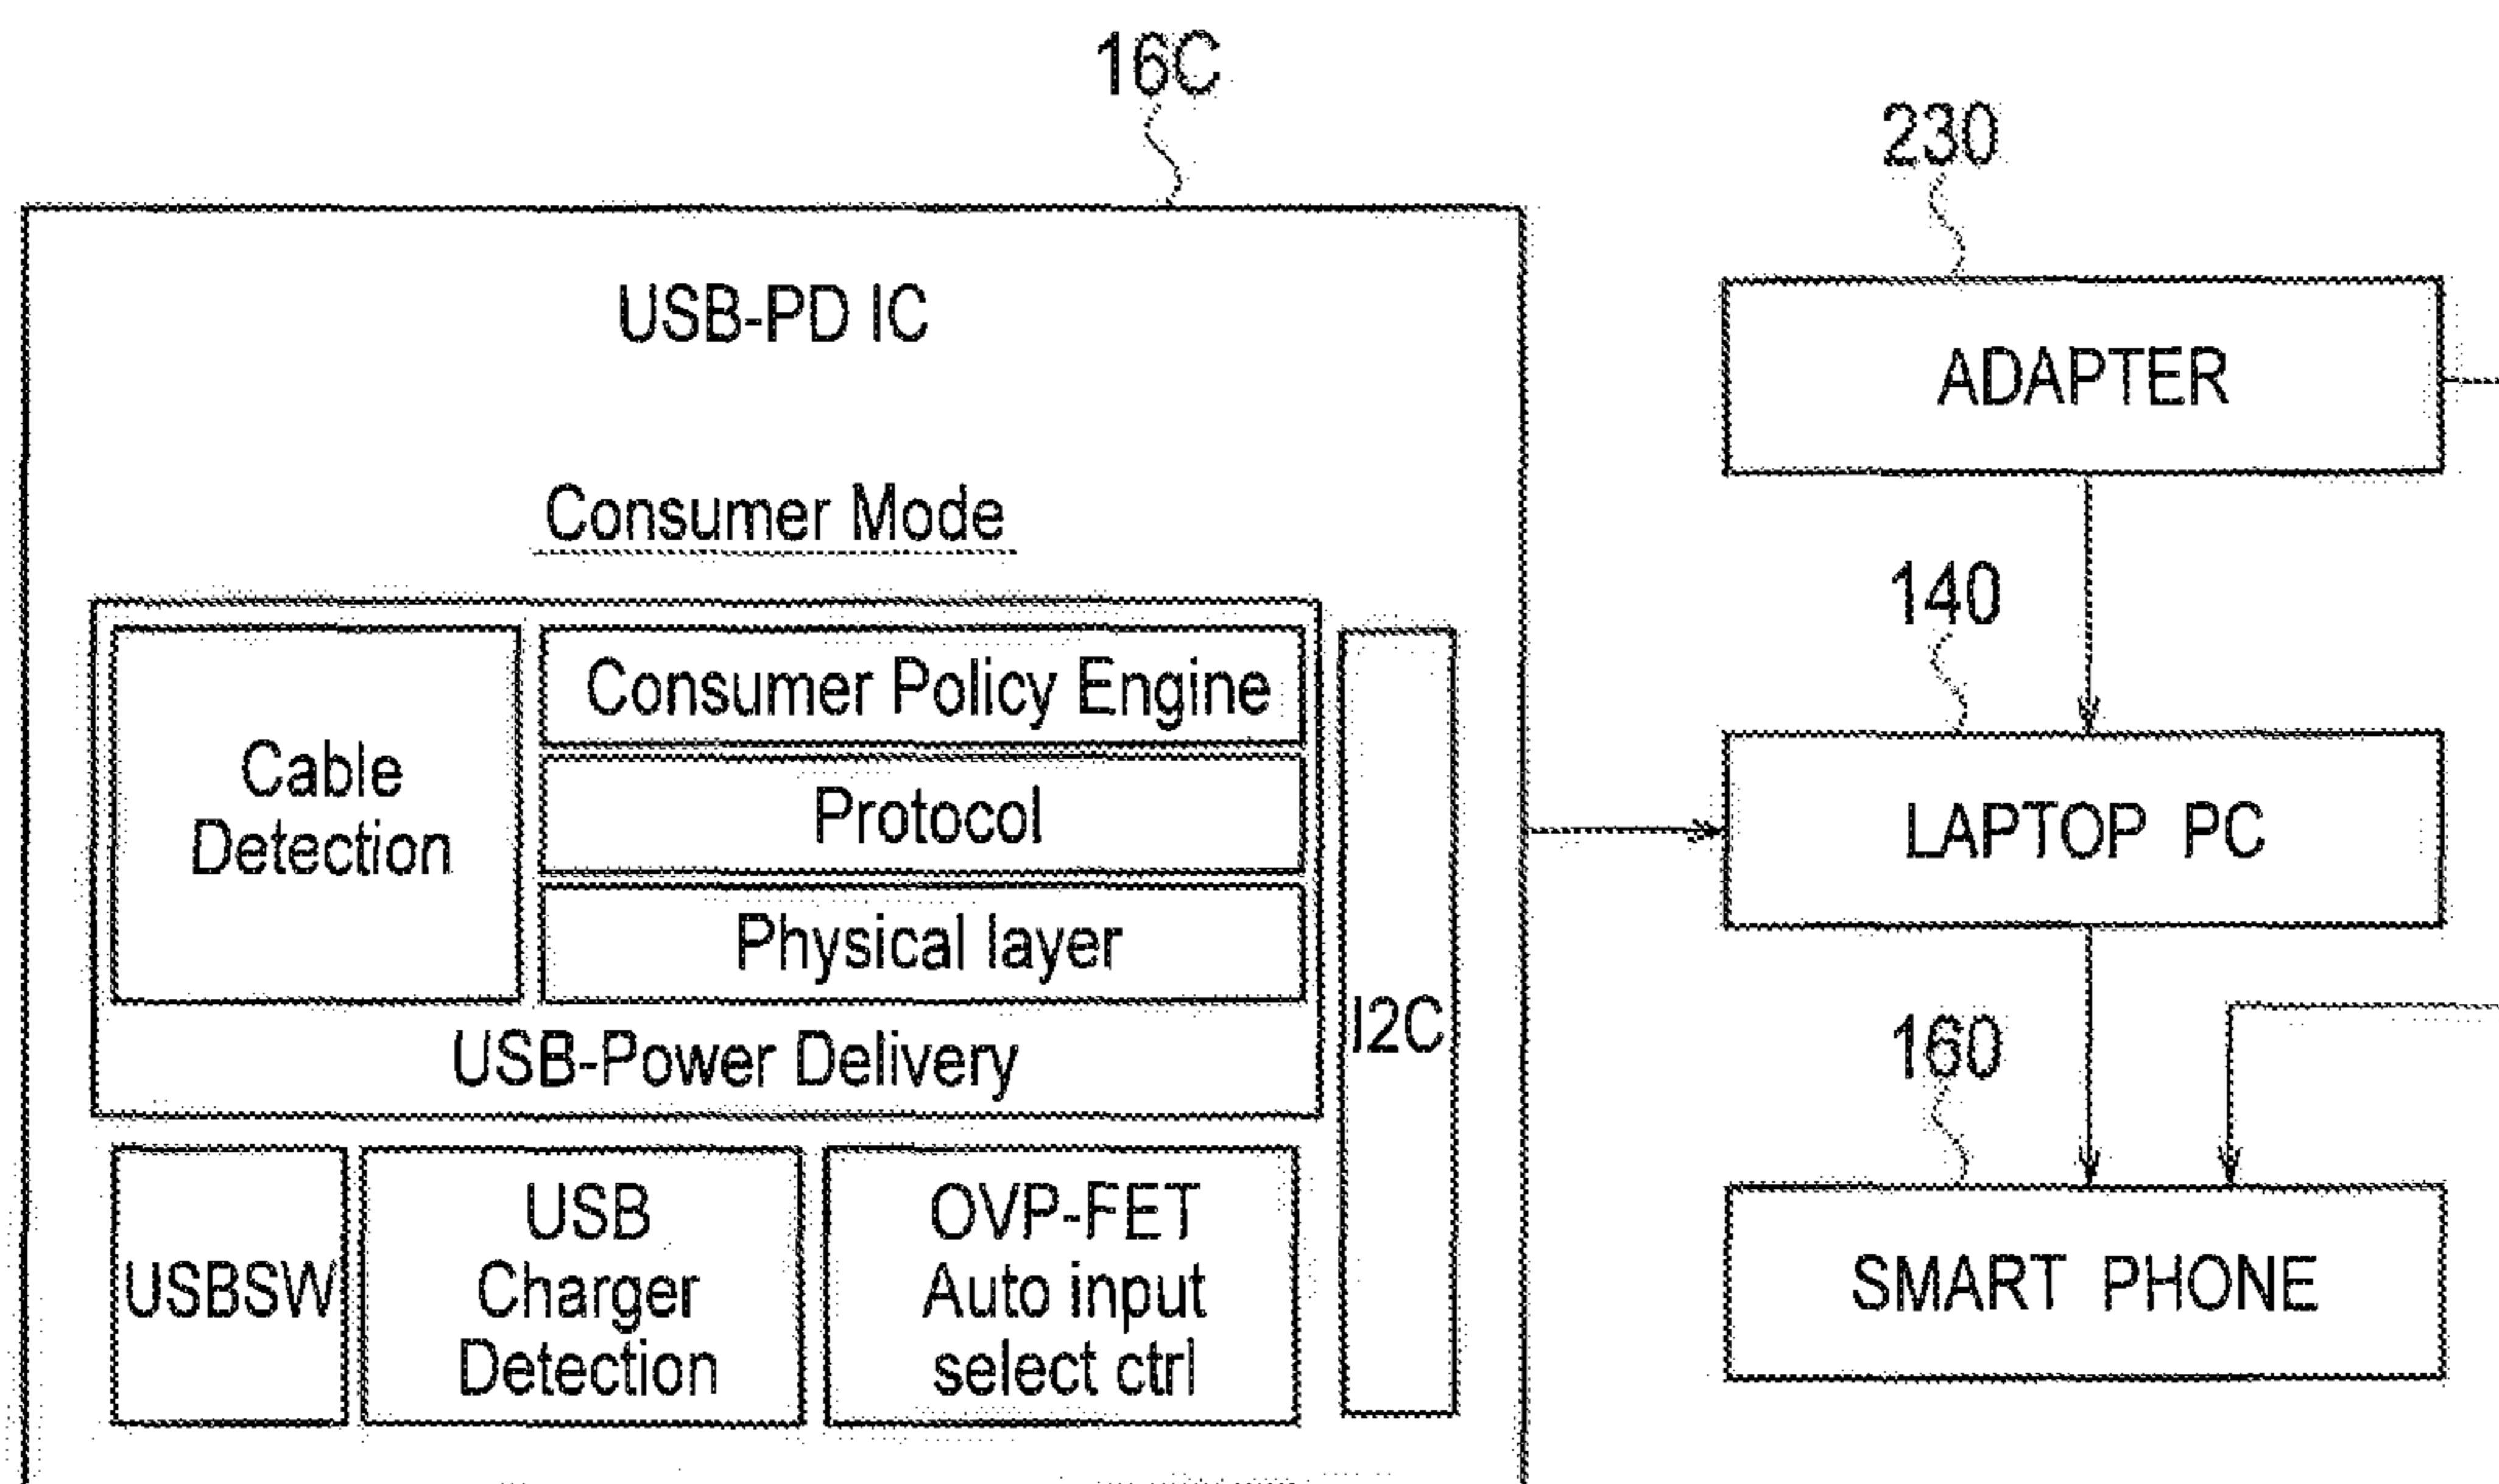 16C
USB-PD IC
Consumer Mode
Cable
Detection
Consumer Policy Engine
Protocol
Physical layer
USB-Power Delivery
I2C
USBSW
USB
Charger
Detection
OVP-FET
Auto input
select ctrl
230
ADAPTER
140
LAPTOP PC
160
SMART PHONE